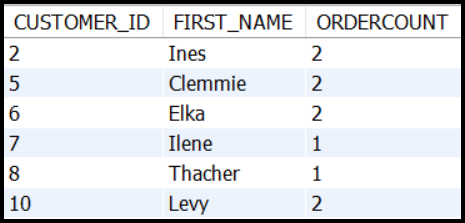 CUSTOMER_ID FIRST_NAME ORDERCOUNT
2 Ines 2
5 Clemmie 2
6 Elka 2
7 Ilene 1
8 Thacher 1
10 Levy 2